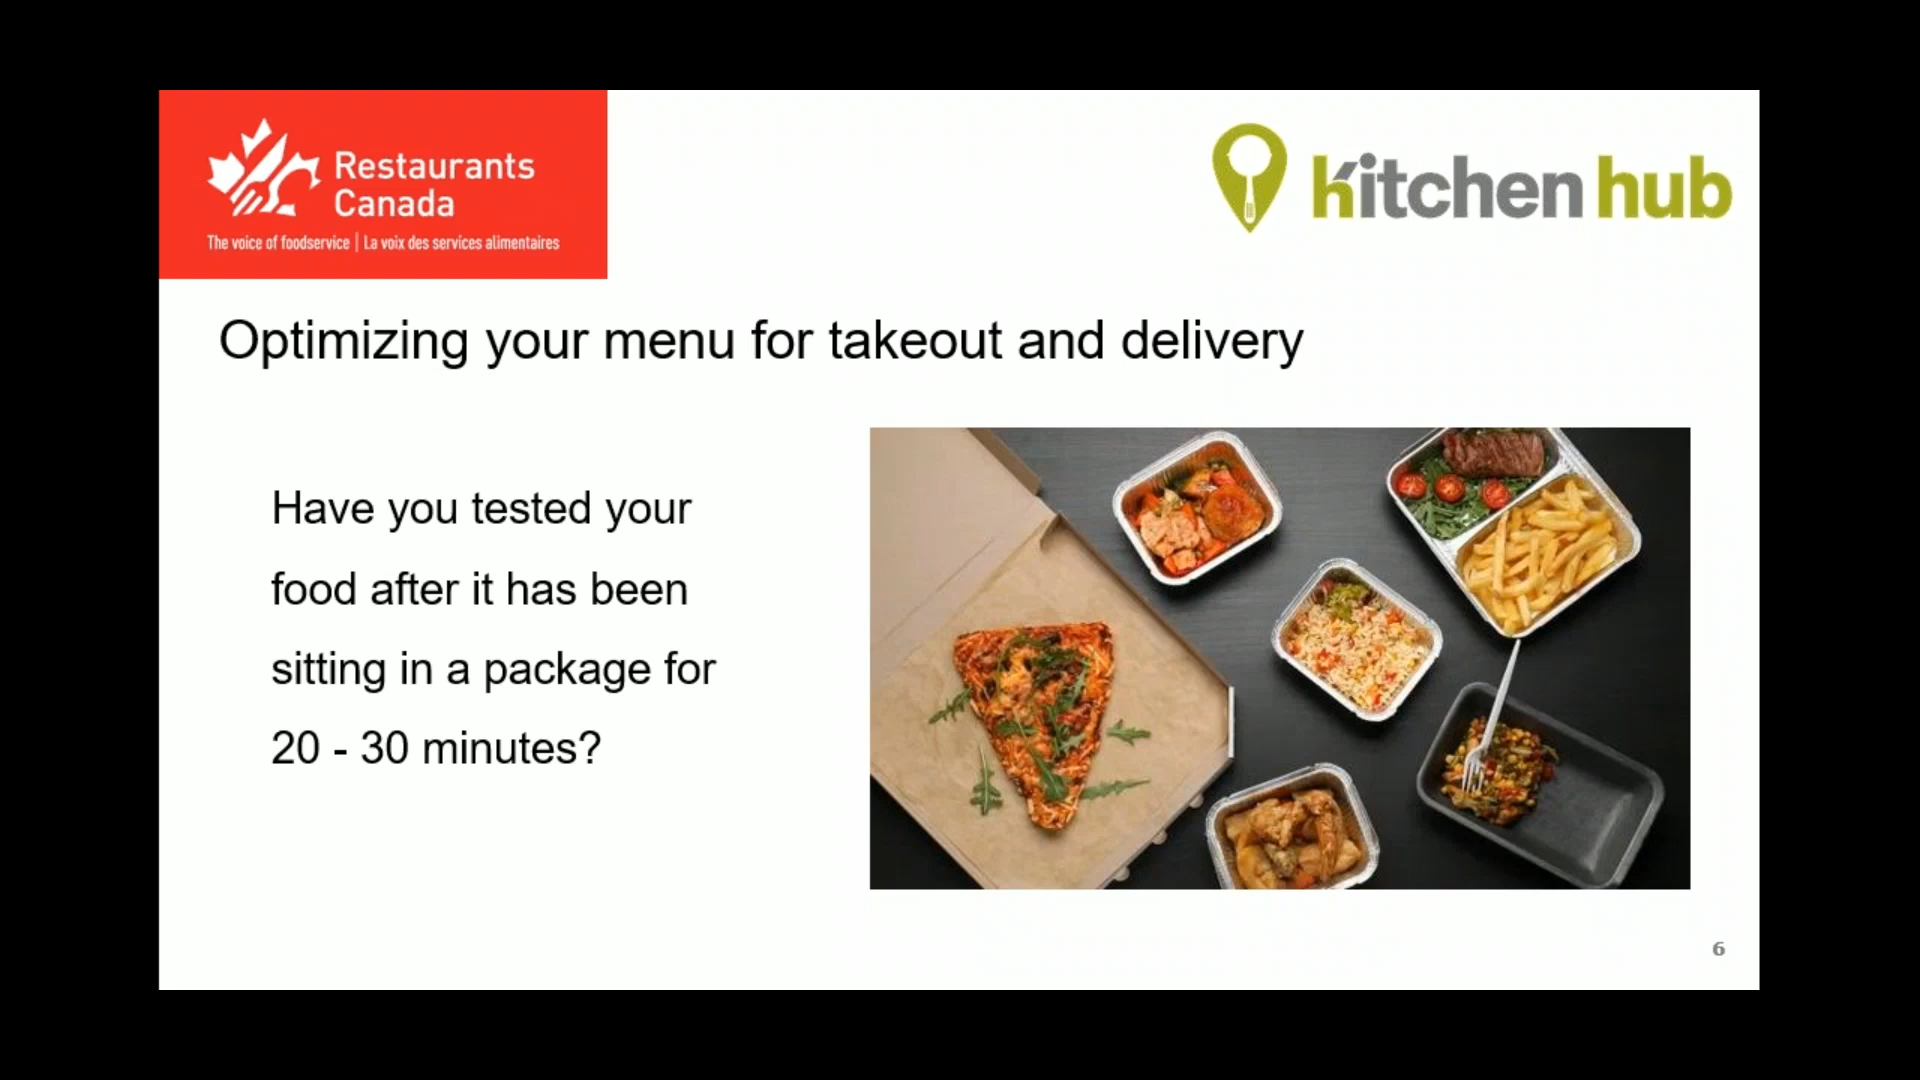 Restaurants
Canada
The voice of foodservice | La voix des services alimentaires
kitchen hub
Optimizing your menu for takeout and delivery
Have you tested your
food after it has been
sitting in a package for
20 - 30 minutes?
6